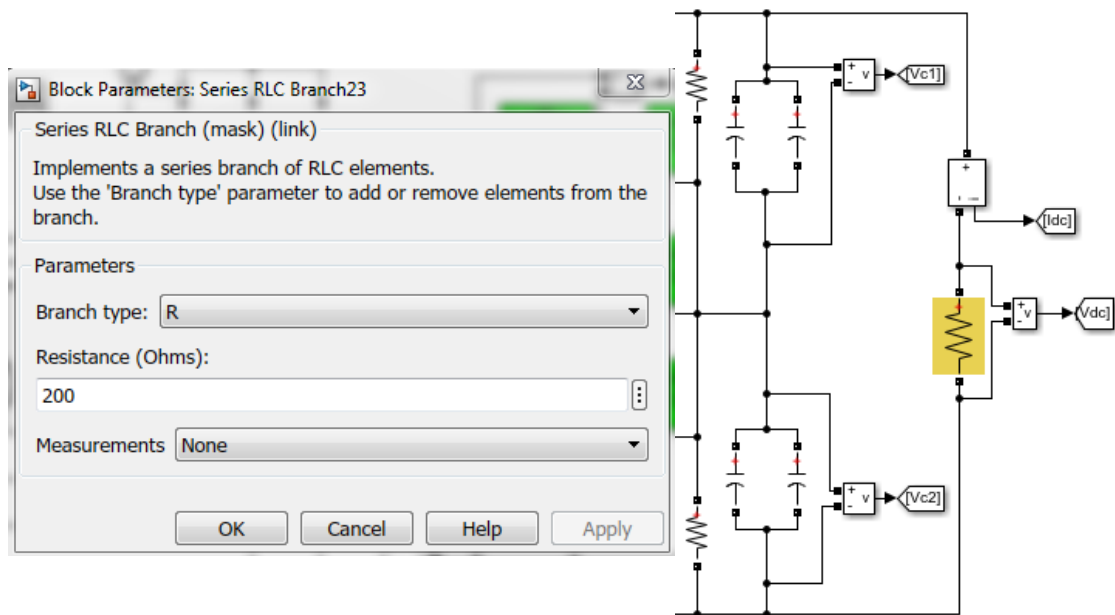 Block Parameters: Series RLC Branch23
Series RLC Branch (mask) (link)
Implements a series branch of RLC elements.
Use the 'Branch type' parameter to add or remove elements from the
branch.
Parameters
Branch type: R
Resistance (Ohms):
200
Measurements None
OK Cancel Help Apply
+
-
v
[Vc1]
+
[Idc]
+
-
v
[Vdc]
+
-
v
[Vc2]